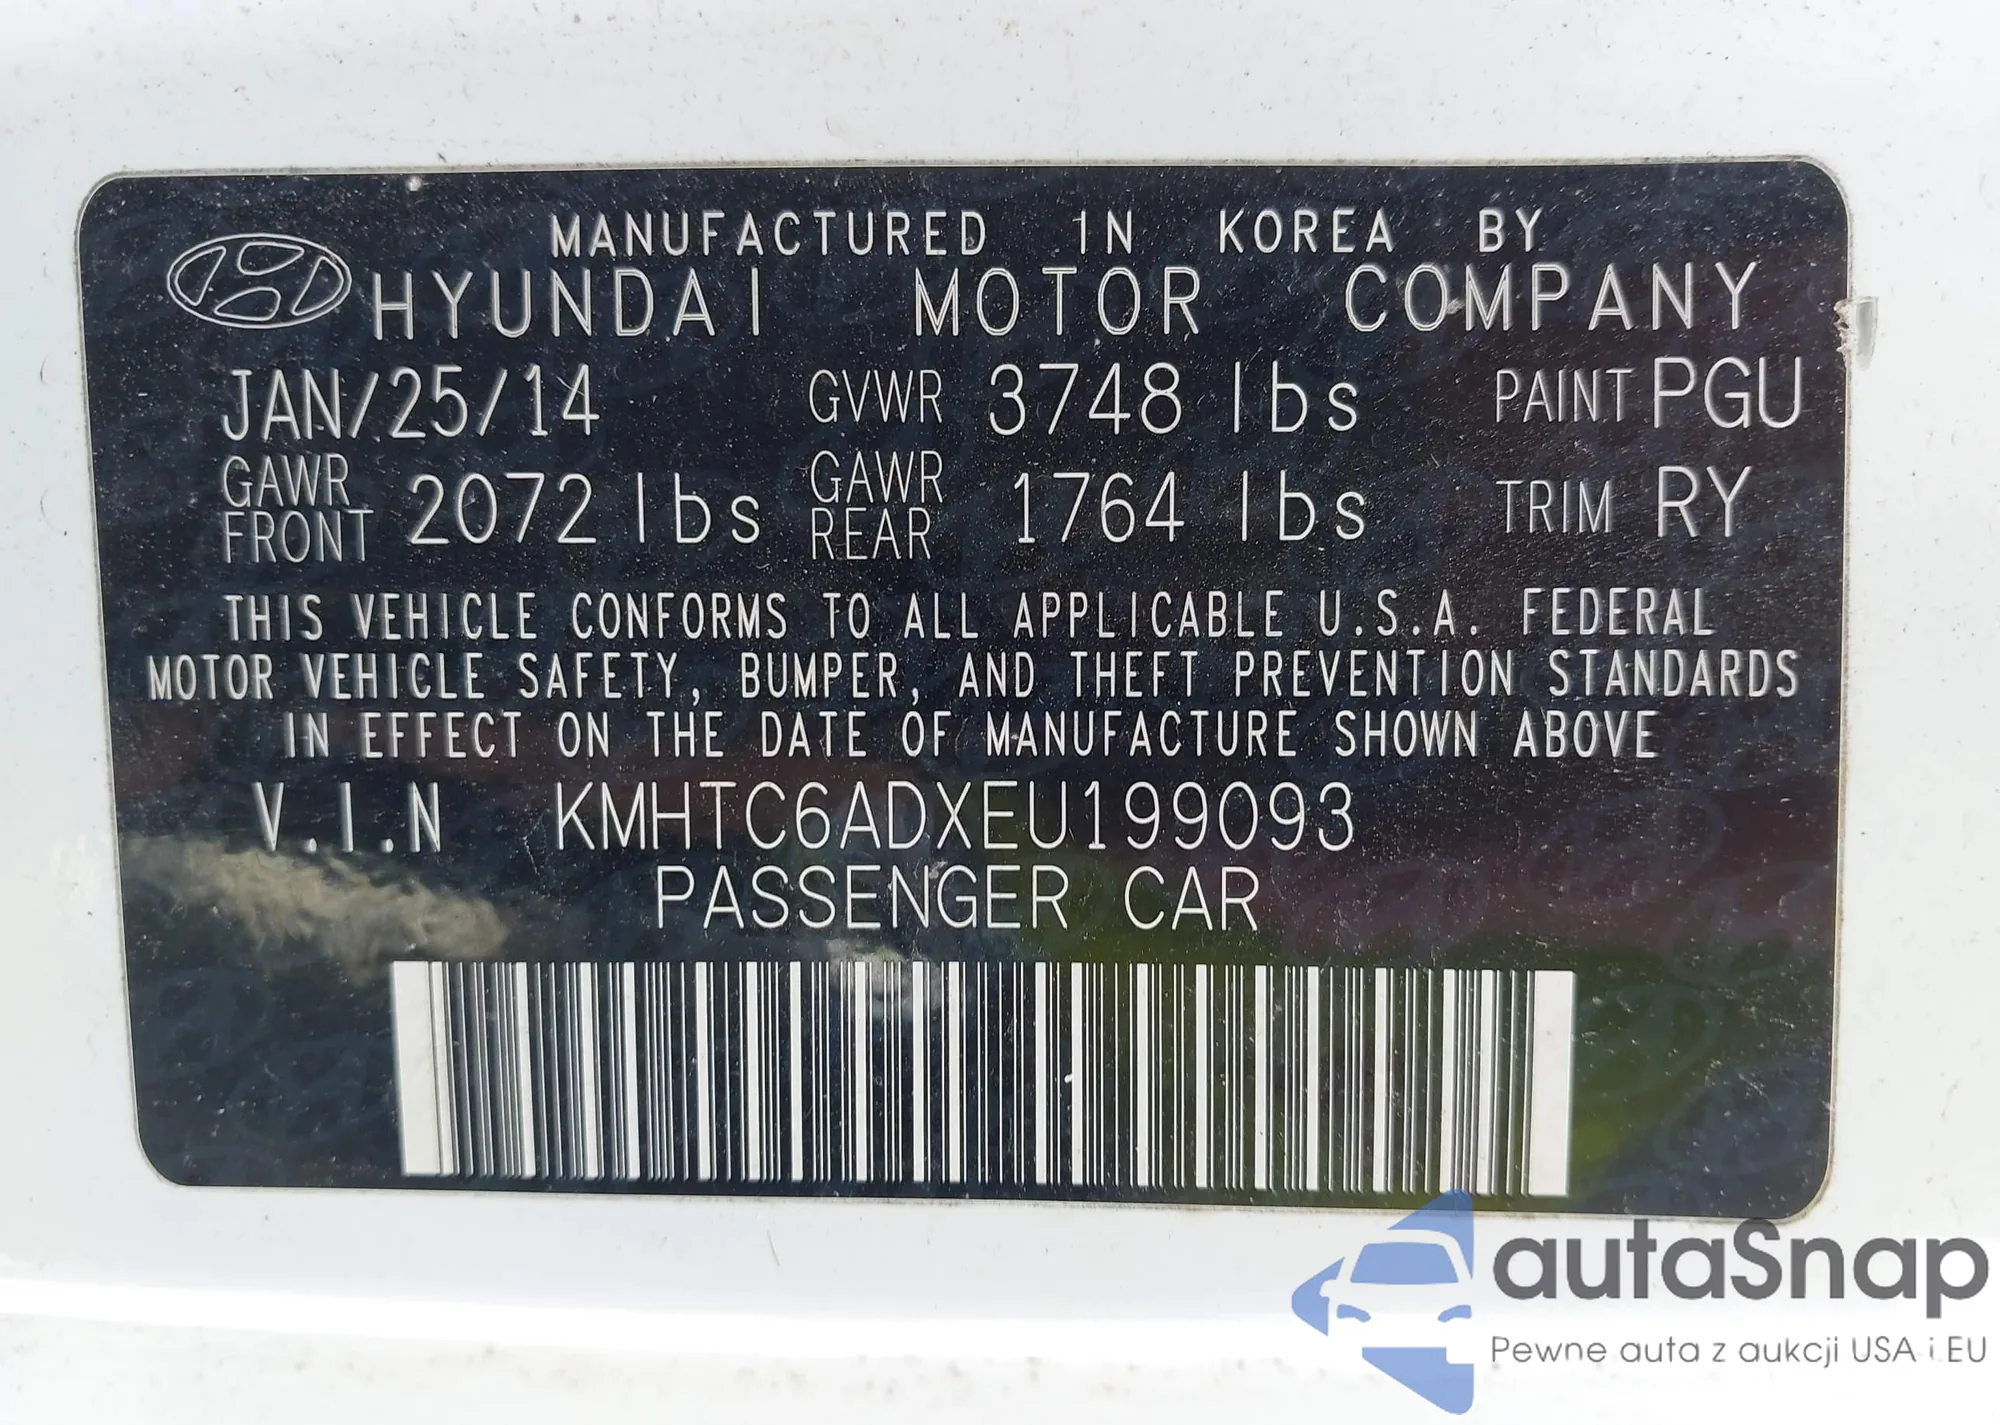 MANUFACTURED IN KOREA BY
HYUNDAI MOTOR COMPANY
JAN/25/14 GVWR 3748 lbs PAINT PGU
GAWR FRONT 2072 lbs GAWR REAR 1764 lbs TRIM RY
THIS VEHICLE CONFORMS TO ALL APPLICABLE U.S.A. FEDERAL
MOTOR VEHICLE SAFETY, BUMPER, AND THEFT PREVENTION STANDARDS
IN EFFECT ON THE DATE OF MANUFACTURE SHOWN ABOVE
V.I.N KMHTC6ADXEU199093
PASSENGER CAR
autaSnap
Pewne auta z aukcji USA i EU